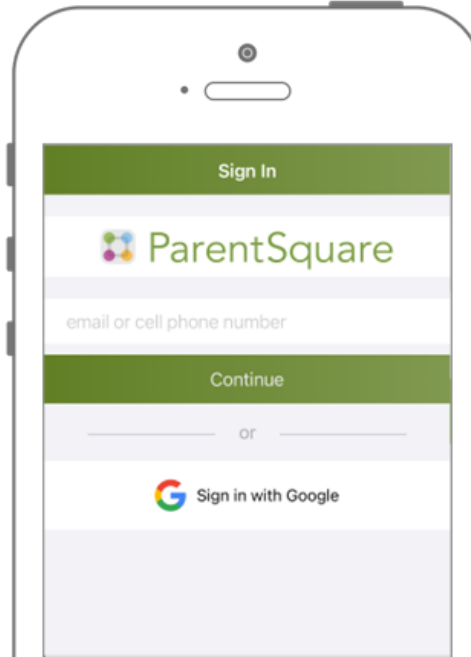 Sign In
ParentSquare
email or cell phone number
Continue
or
Sign in with Google